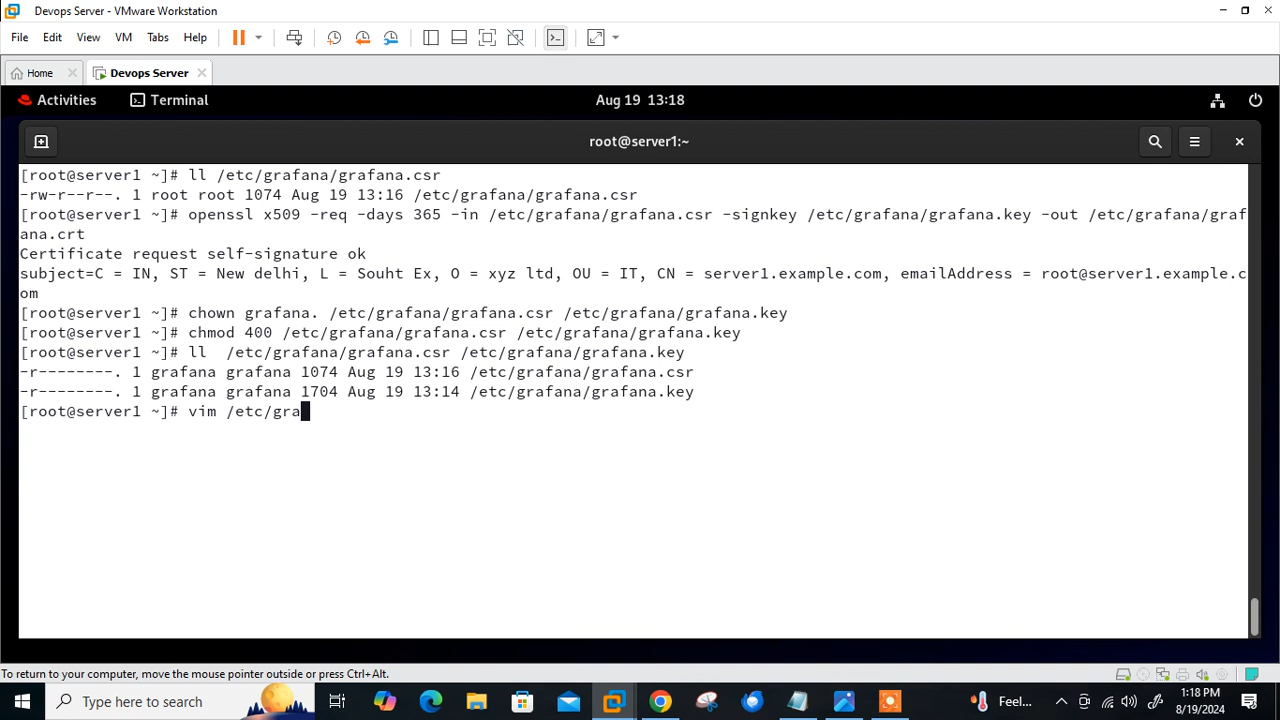 Devops Server - VMware Workstation
File Edit View VM Tabs Help
Home Devops Server
Activities Terminal Aug 19 13:18
root@server1:~
[root@server1 ~]# ll /etc/grafana/grafana.csr
-rw-r--r--. 1 root root 1074 Aug 19 13:16 /etc/grafana/grafana.csr
[root@server1 ~]# openssl x509 -req -days 365 -in /etc/grafana/grafana.csr -signkey /etc/grafana/grafana.key -out /etc/grafana/graf
ana.crt
Certificate request self-signature ok
subject=C = IN, ST = New delhi, L = Souht Ex, O = xyz ltd, OU = IT, CN = server1.example.com, emailAddress = root@server1.example.c
om
[root@server1 ~]# chown grafana. /etc/grafana/grafana.csr /etc/grafana/grafana.key
[root@server1 ~]# chmod 400 /etc/grafana/grafana.csr /etc/grafana/grafana.key
[root@server1 ~]# ll  /etc/grafana/grafana.csr /etc/grafana/grafana.key
-r--------. 1 grafana grafana 1074 Aug 19 13:16 /etc/grafana/grafana.csr
-r--------. 1 grafana grafana 1704 Aug 19 13:14 /etc/grafana/grafana.key
[root@server1 ~]# vim /etc/gra
To return to your computer, move the mouse pointer outside or press Ctrl+Alt.
Type here to search Feel... 1:18 PM
8/19/2024